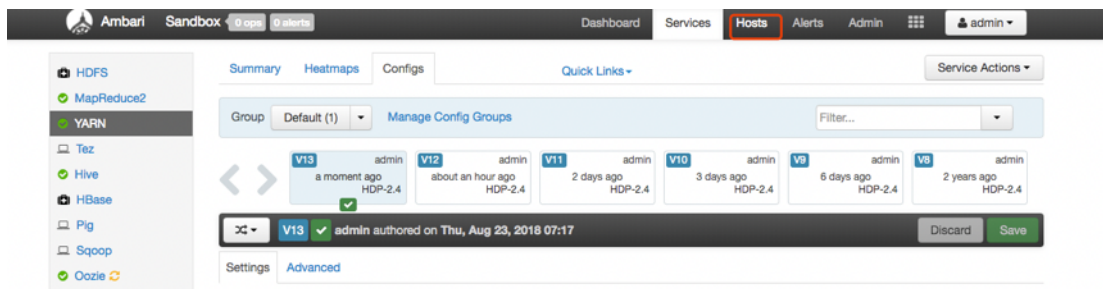 Ambari Sandbox 0 ops 0 alerts Dashboard Services Hosts Alerts Admin admin
HDFS
MapReduce2
YARN
Tez
Hive
HBase
Pig
Sqoop
Oozie
Summary Heatmaps Configs Quick Links Service Actions
Group Default (1) Manage Config Groups Filter...
V13 admin
a moment ago
HDP-2.4
V12 admin
about an hour ago
HDP-2.4
V11 admin
2 days ago
HDP-2.4
V10 admin
3 days ago
HDP-2.4
V9 admin
6 days ago
HDP-2.4
V8 admin
2 years ago
HDP-2.4
V13 admin authored on Thu, Aug 23, 2018 07:17 Discard Save
Settings Advanced